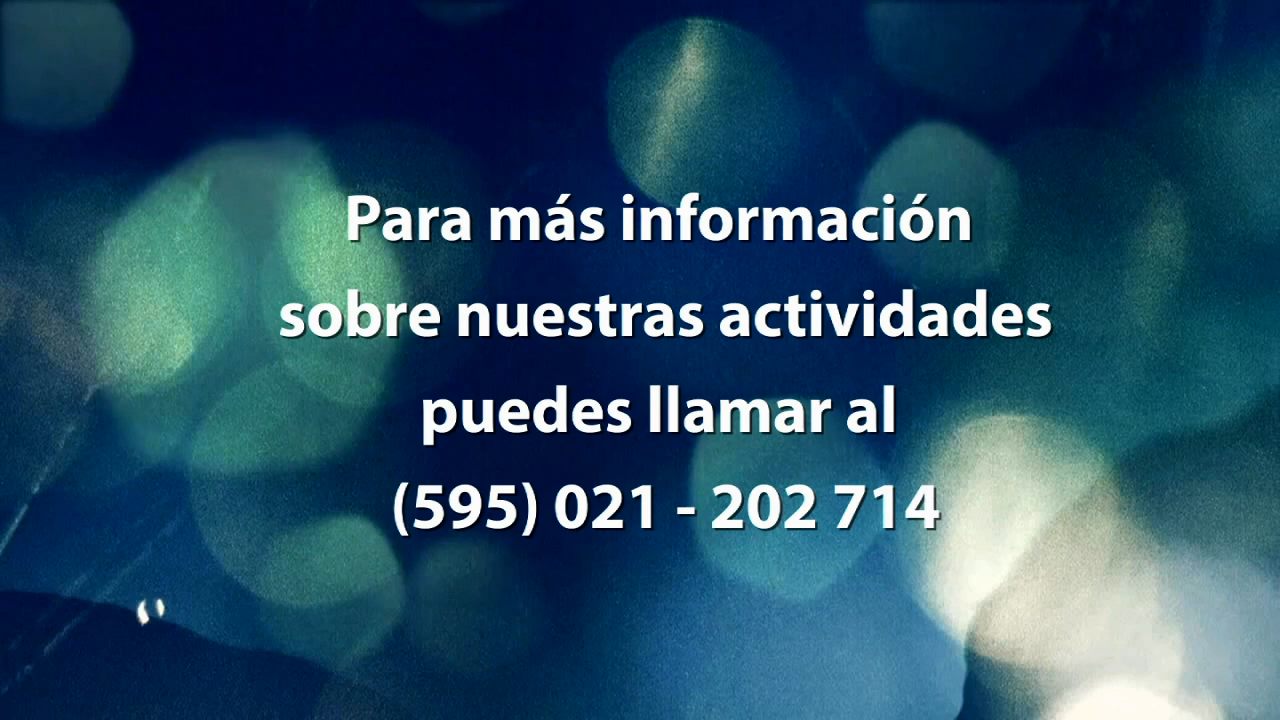 Para más información
sobre nuestras actividades
puedes llamar al
(595) 021 - 202 714